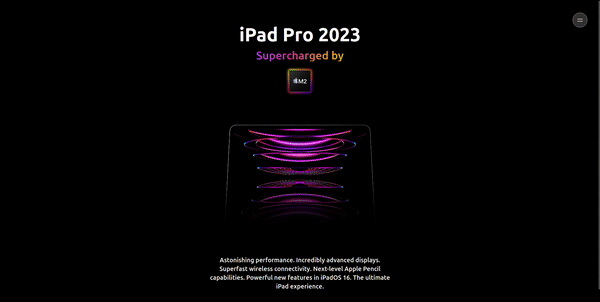 iPad Pro 2023
Supercharged by
M2
Astonishing performance. Incredibly advanced displays.
Superfast wireless connectivity. Next-level Apple Pencil
capabilities. Powerful new features in iPadOS 16. The ultimate
iPad experience.